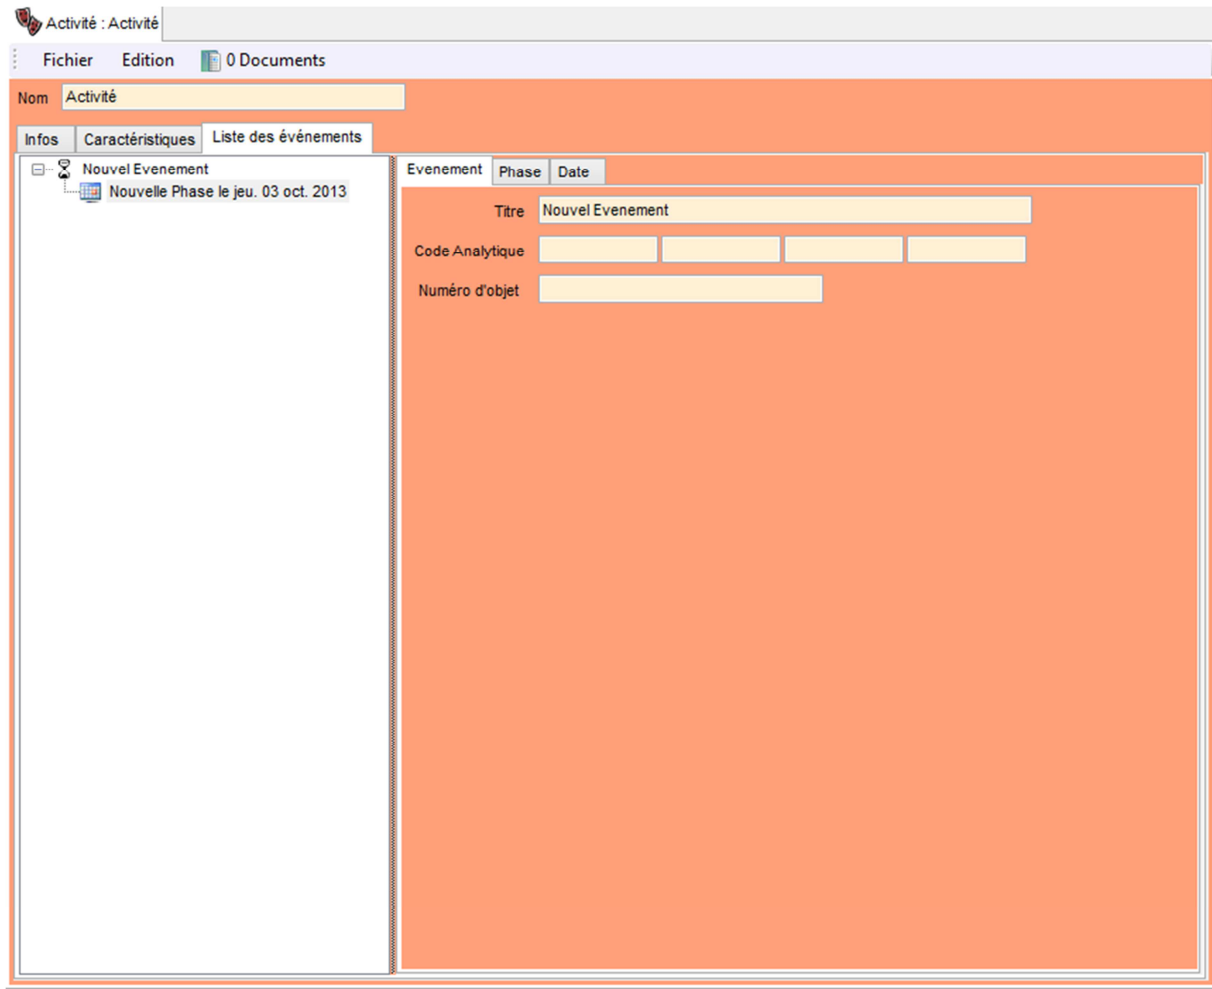 Activité : Activité
Fichier Edition 0 Documents
Nom Activité
Infos Caractéristiques Liste des événements
Nouvel Evenement
Nouvelle Phase le jeu. 03 oct. 2013
Evenement Phase Date
Titre Nouvel Evenement
Code Analytique
Numéro d'objet